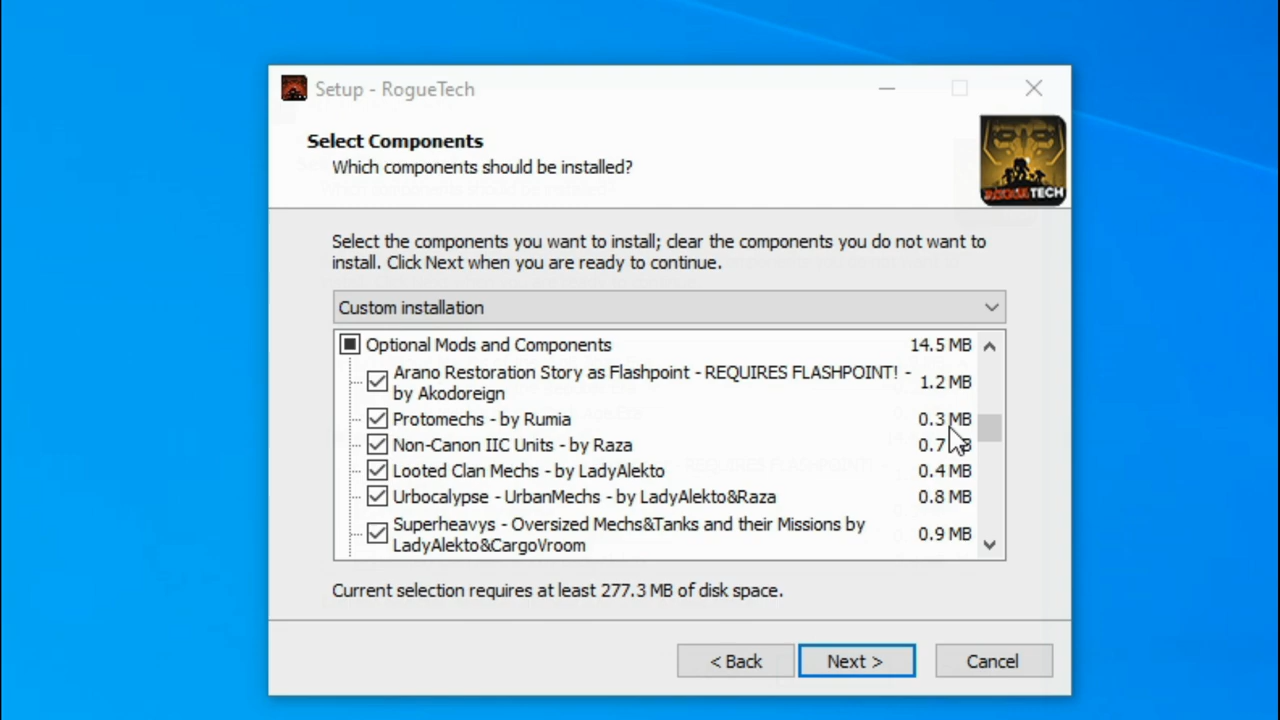 Setup - RogueTech
Select Components
Which components should be installed?
ROGUE TECH
Select the components you want to install; clear the components you do not want to
install. Click Next when you are ready to continue.
Custom installation
Optional Mods and Components 14.5 MB
Arano Restoration Story as Flashpoint - REQUIRES FLASHPOINT! -
by Akodoreign 1.2 MB
Protomechs - by Rumia 0.3 MB
Non-Canon IIC Units - by Raza 0.7
Looted Clan Mechs - by LadyAlekto 0.4 MB
Urbocalypse - UrbanMechs - by LadyAlekto&Raza 0.8 MB
Superheavys - Oversized Mechs&Tanks and their Missions by
LadyAlekto&CargoVroom 0.9 MB
Current selection requires at least 277.3 MB of disk space.
< Back Next > Cancel